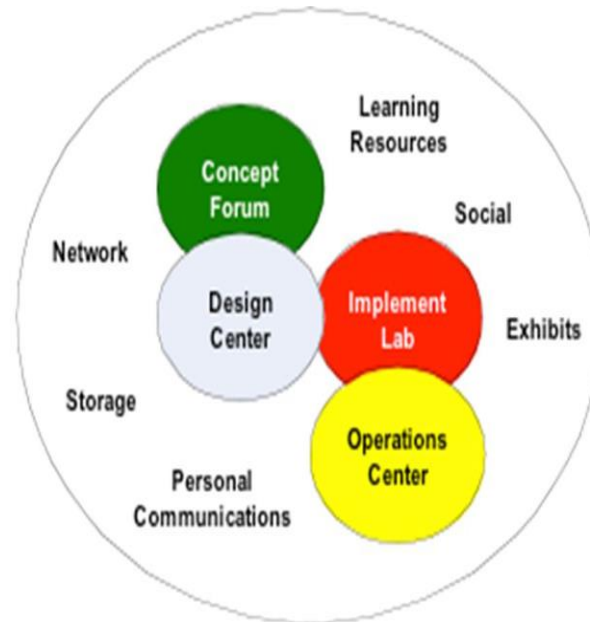 Learning
Resources
Concept
Forum
Social
Network
Design
Center
Implement
Lab
Exhibits
Storage
Operations
Center
Personal
Communications